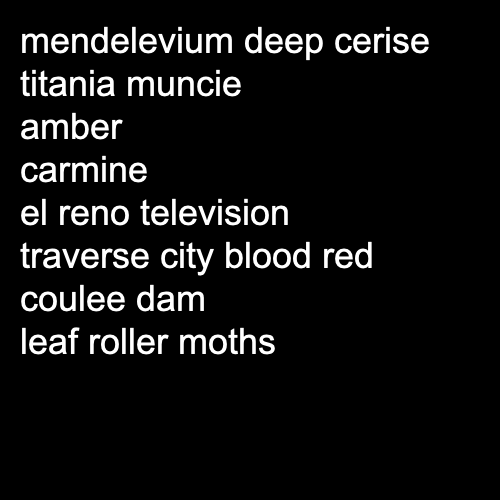 mendelevium deep cerise
titania muncie
amber
carmine
el reno television
traverse city blood red
coulee dam
leaf roller moths